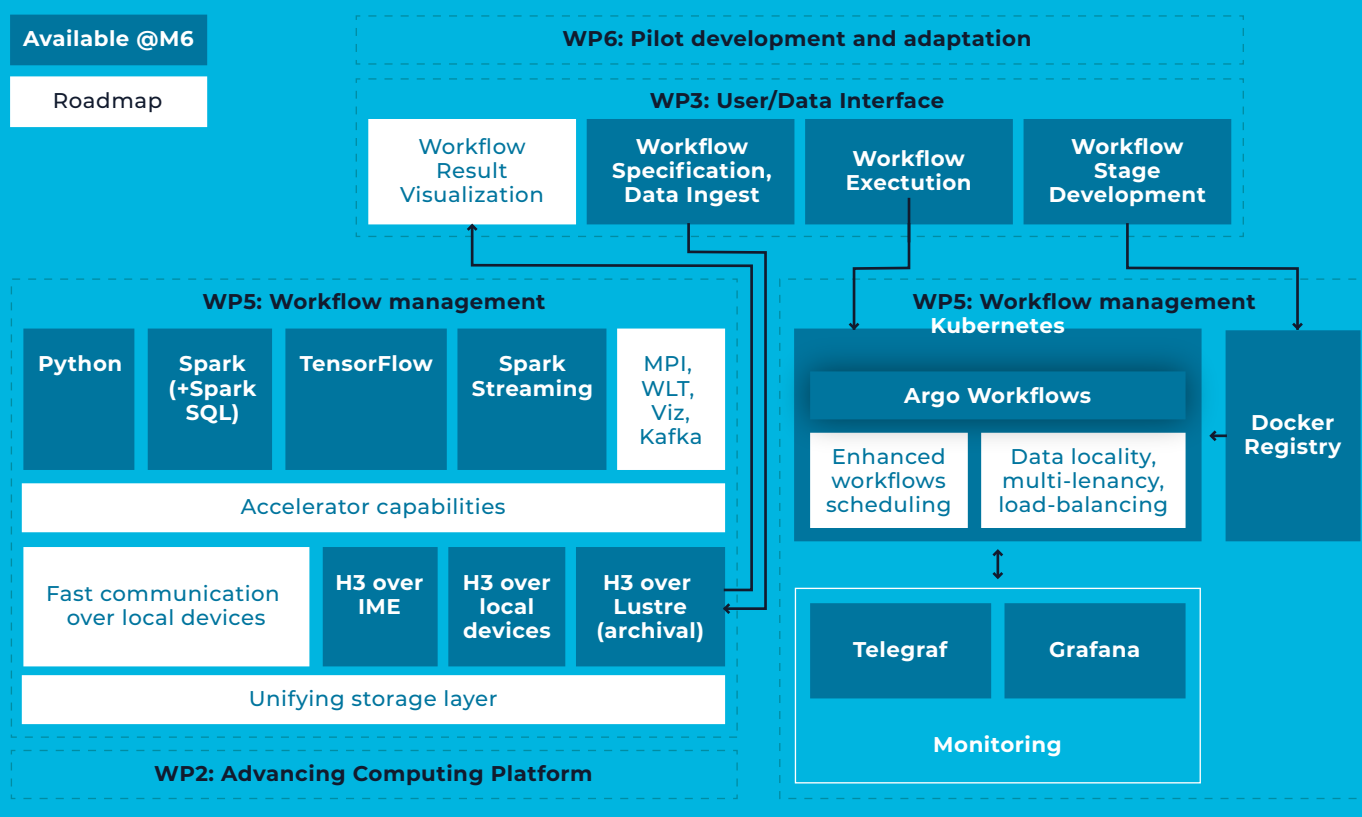 Available @M6
Roadmap
WP6: Pilot development and adaptation
WP3: User/Data Interface
Workflow
Result
Visualization
Workflow
Specification,
Data Ingest
Workflow
Exectution
Workflow
Stage
Development
WP5: Workflow management
Python
Spark
(+Spark
SQL)
TensorFlow
Spark
Streaming
MPI,
WLT,
Viz,
Kafka
Accelerator capabilities
Fast communication
over local devices
H3 over
IME
H3 over
local
devices
H3 over
Lustre
(archival)
Unifying storage layer
WP2: Advancing Computing Platform
WP5: Workflow management
Kubernetes
Argo Workflows
Enhanced
workflows
scheduling
Data locality,
multi-lenancy,
load-balancing
Docker
Registry
Telegraf
Grafana
Monitoring